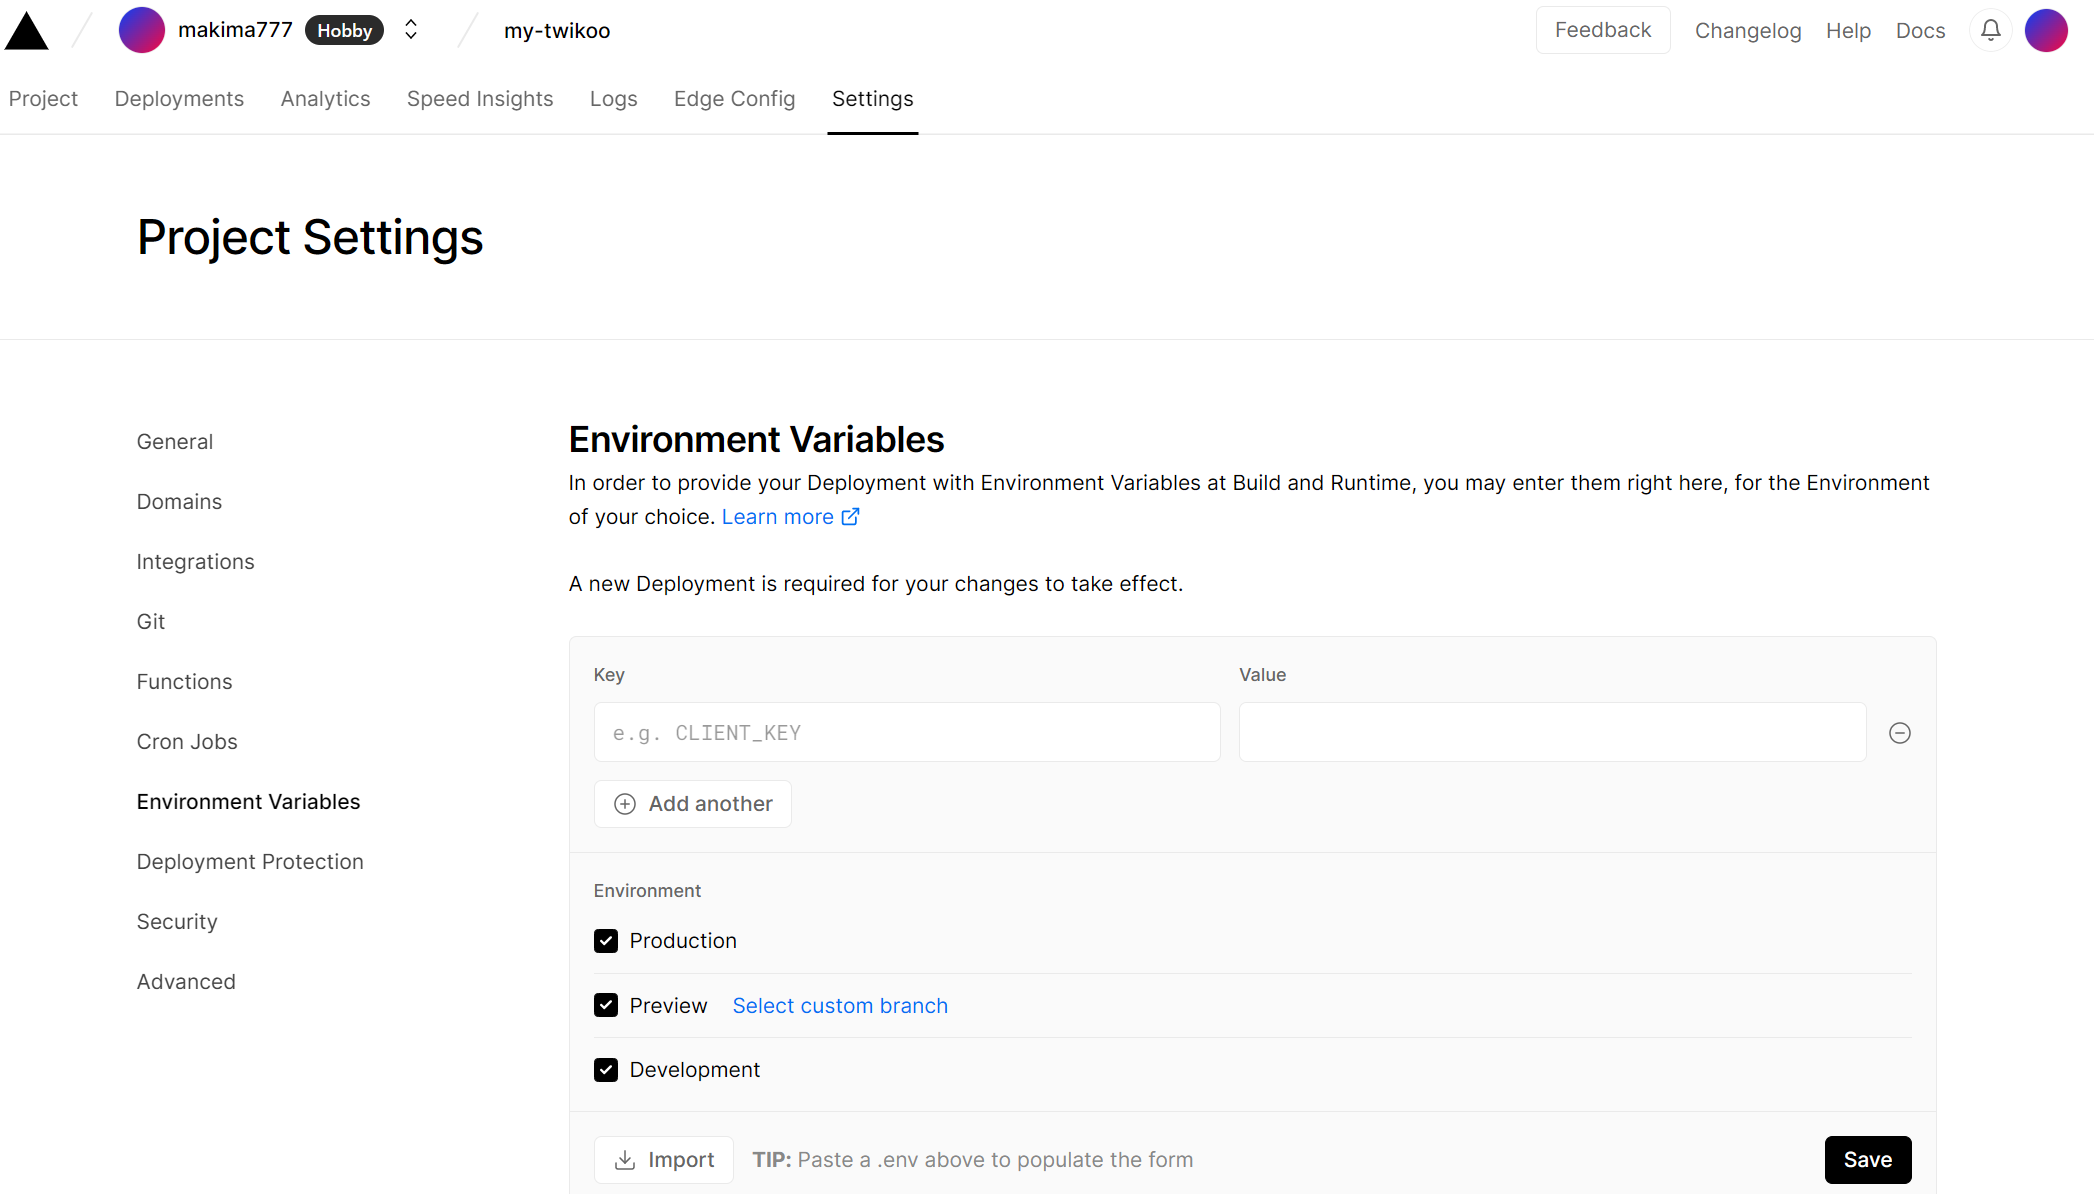 makima777 Hobby my-twikoo Feedback Changelog Help Docs
Project Deployments Analytics Speed Insights Logs Edge Config Settings
Project Settings
General
Domains
Integrations
Git
Functions
Cron Jobs
Environment Variables
Deployment Protection
Security
Advanced
Environment Variables
In order to provide your Deployment with Environment Variables at Build and Runtime, you may enter them right here, for the Environment
of your choice. Learn more
A new Deployment is required for your changes to take effect.
Key Value
e.g. CLIENT_KEY
Add another
Environment
Production
Preview Select custom branch
Development
Import TIP: Paste a .env above to populate the form Save